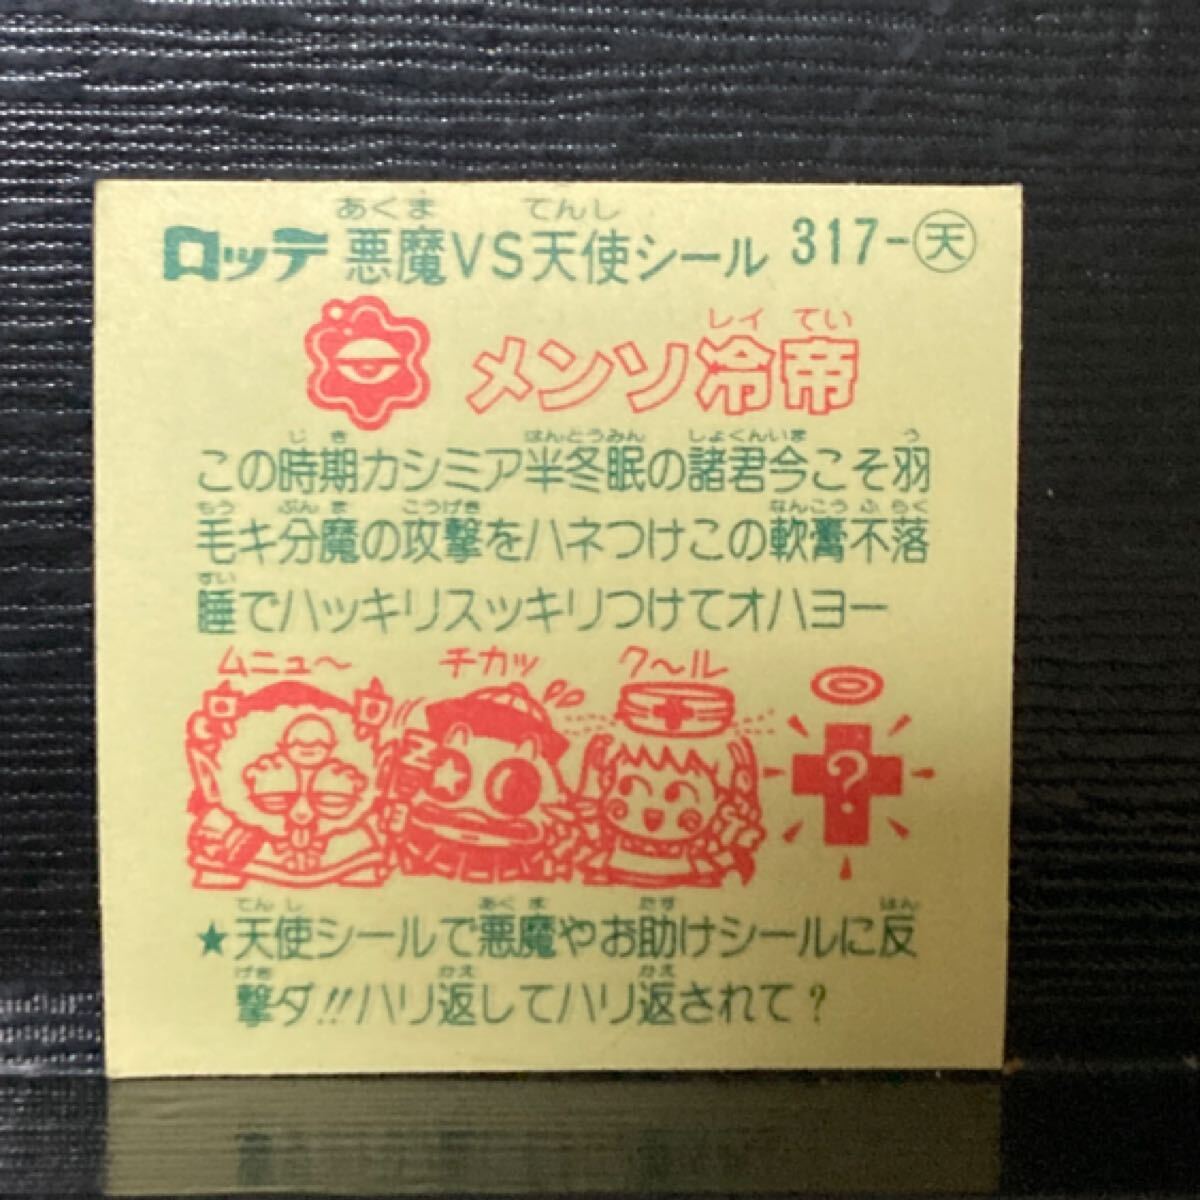 あくま てんし
ロッテ 悪魔VS天使シール 317-天
レイ てい
メンソ冷帝
じき はんとうみん しょくんいま う
この時期カシミア半冬眠の諸君今こそ羽
もう ぶんま こうげき なんこうふらく
毛キ分魔の攻撃をハネつけこの軟膏不落
すい
睡でハッキリスッキリつけてオハヨー
ムニュ〜 チカッ ク〜ル
?
てんし あくま たす はん
★天使シールで悪魔やお助けシールに反
げき かえ かえ
撃ダ!!ハリ返してハリ返されて?